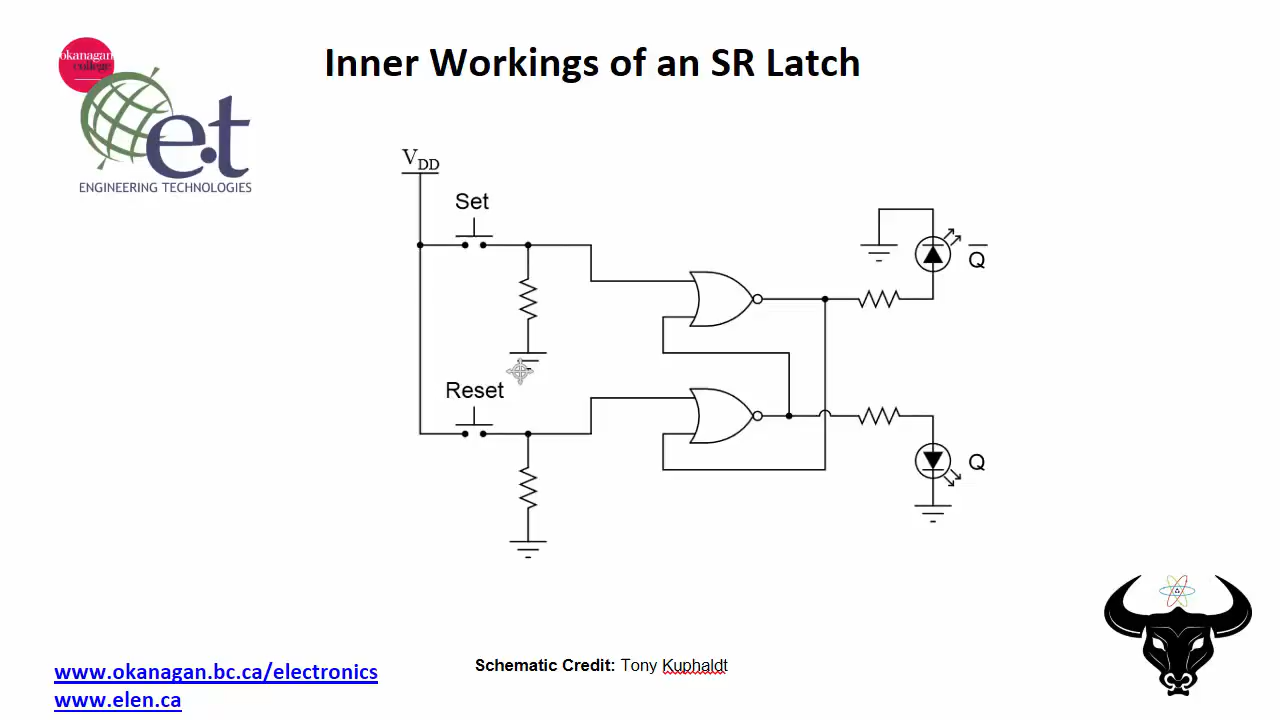 okanagan
college
e·t
ENGINEERING TECHNOLOGIES
Inner Workings of an SR Latch
VDD
Set
Reset
Q
Q
Schematic Credit: Tony Kuphaldt
www.okanagan.bc.ca/electronics
www.elen.ca